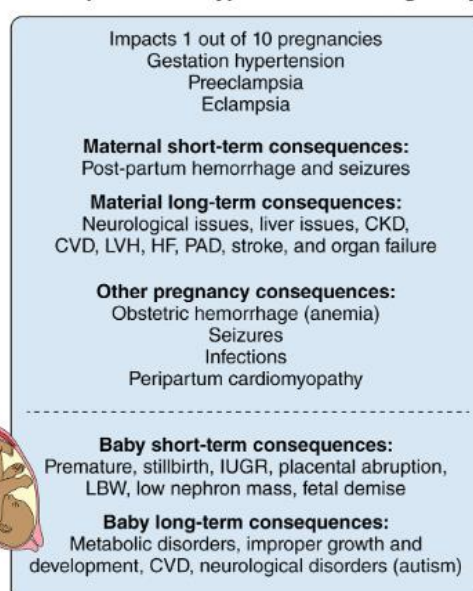 Impacts 1 out of 10 pregnancies
Gestation hypertension
Preeclampsia
Eclampsia
Maternal short-term consequences:
Post-partum hemorrhage and seizures
Material long-term consequences:
Neurological issues, liver issues, CKD,
CVD, LVH, HF, PAD, stroke, and organ failure
Other pregnancy consequences:
Obstetric hemorrhage (anemia)
Seizures
Infections
Peripartum cardiomyopathy
Baby short-term consequences:
Premature, stillbirth, IUGR, placental abruption,
LBW, low nephron mass, fetal demise
Baby long-term consequences:
Metabolic disorders, improper growth and
development, CVD, neurological disorders (autism)